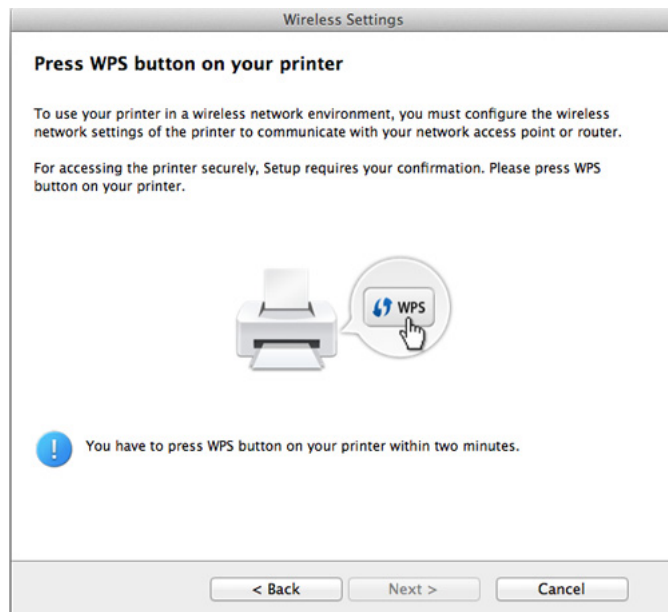 Wireless Settings
Press WPS button on your printer
To use your printer in a wireless network environment, you must configure the wireless
network settings of the printer to communicate with your network access point or router.
For accessing the printer securely, Setup requires your confirmation. Please press WPS
button on your printer.
WPS
You have to press WPS button on your printer within two minutes.
< Back
Next >
Cancel